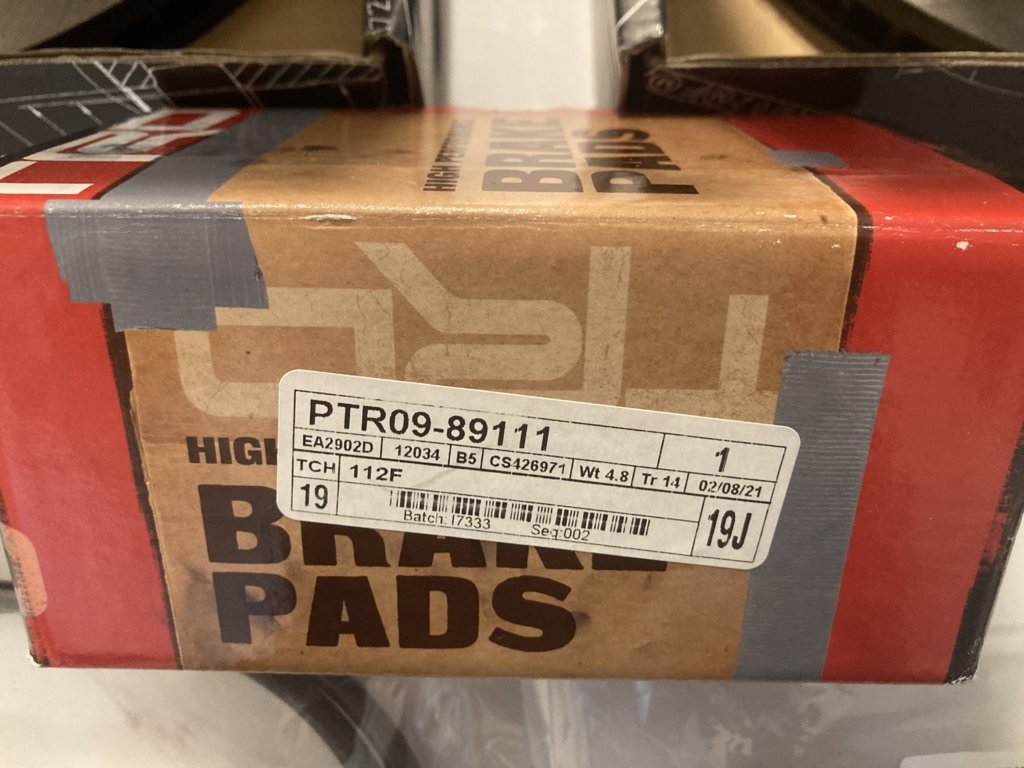 HIGH
BRAKE
PADS
PTR09-89111 1
EA2902D 12034 B5 CS426971 Wt 4.8 Tr 14 02/08/21
TCH 112F
19 19J
Batch: I7333 Seq:002
HIGH
BRAKE
PADS